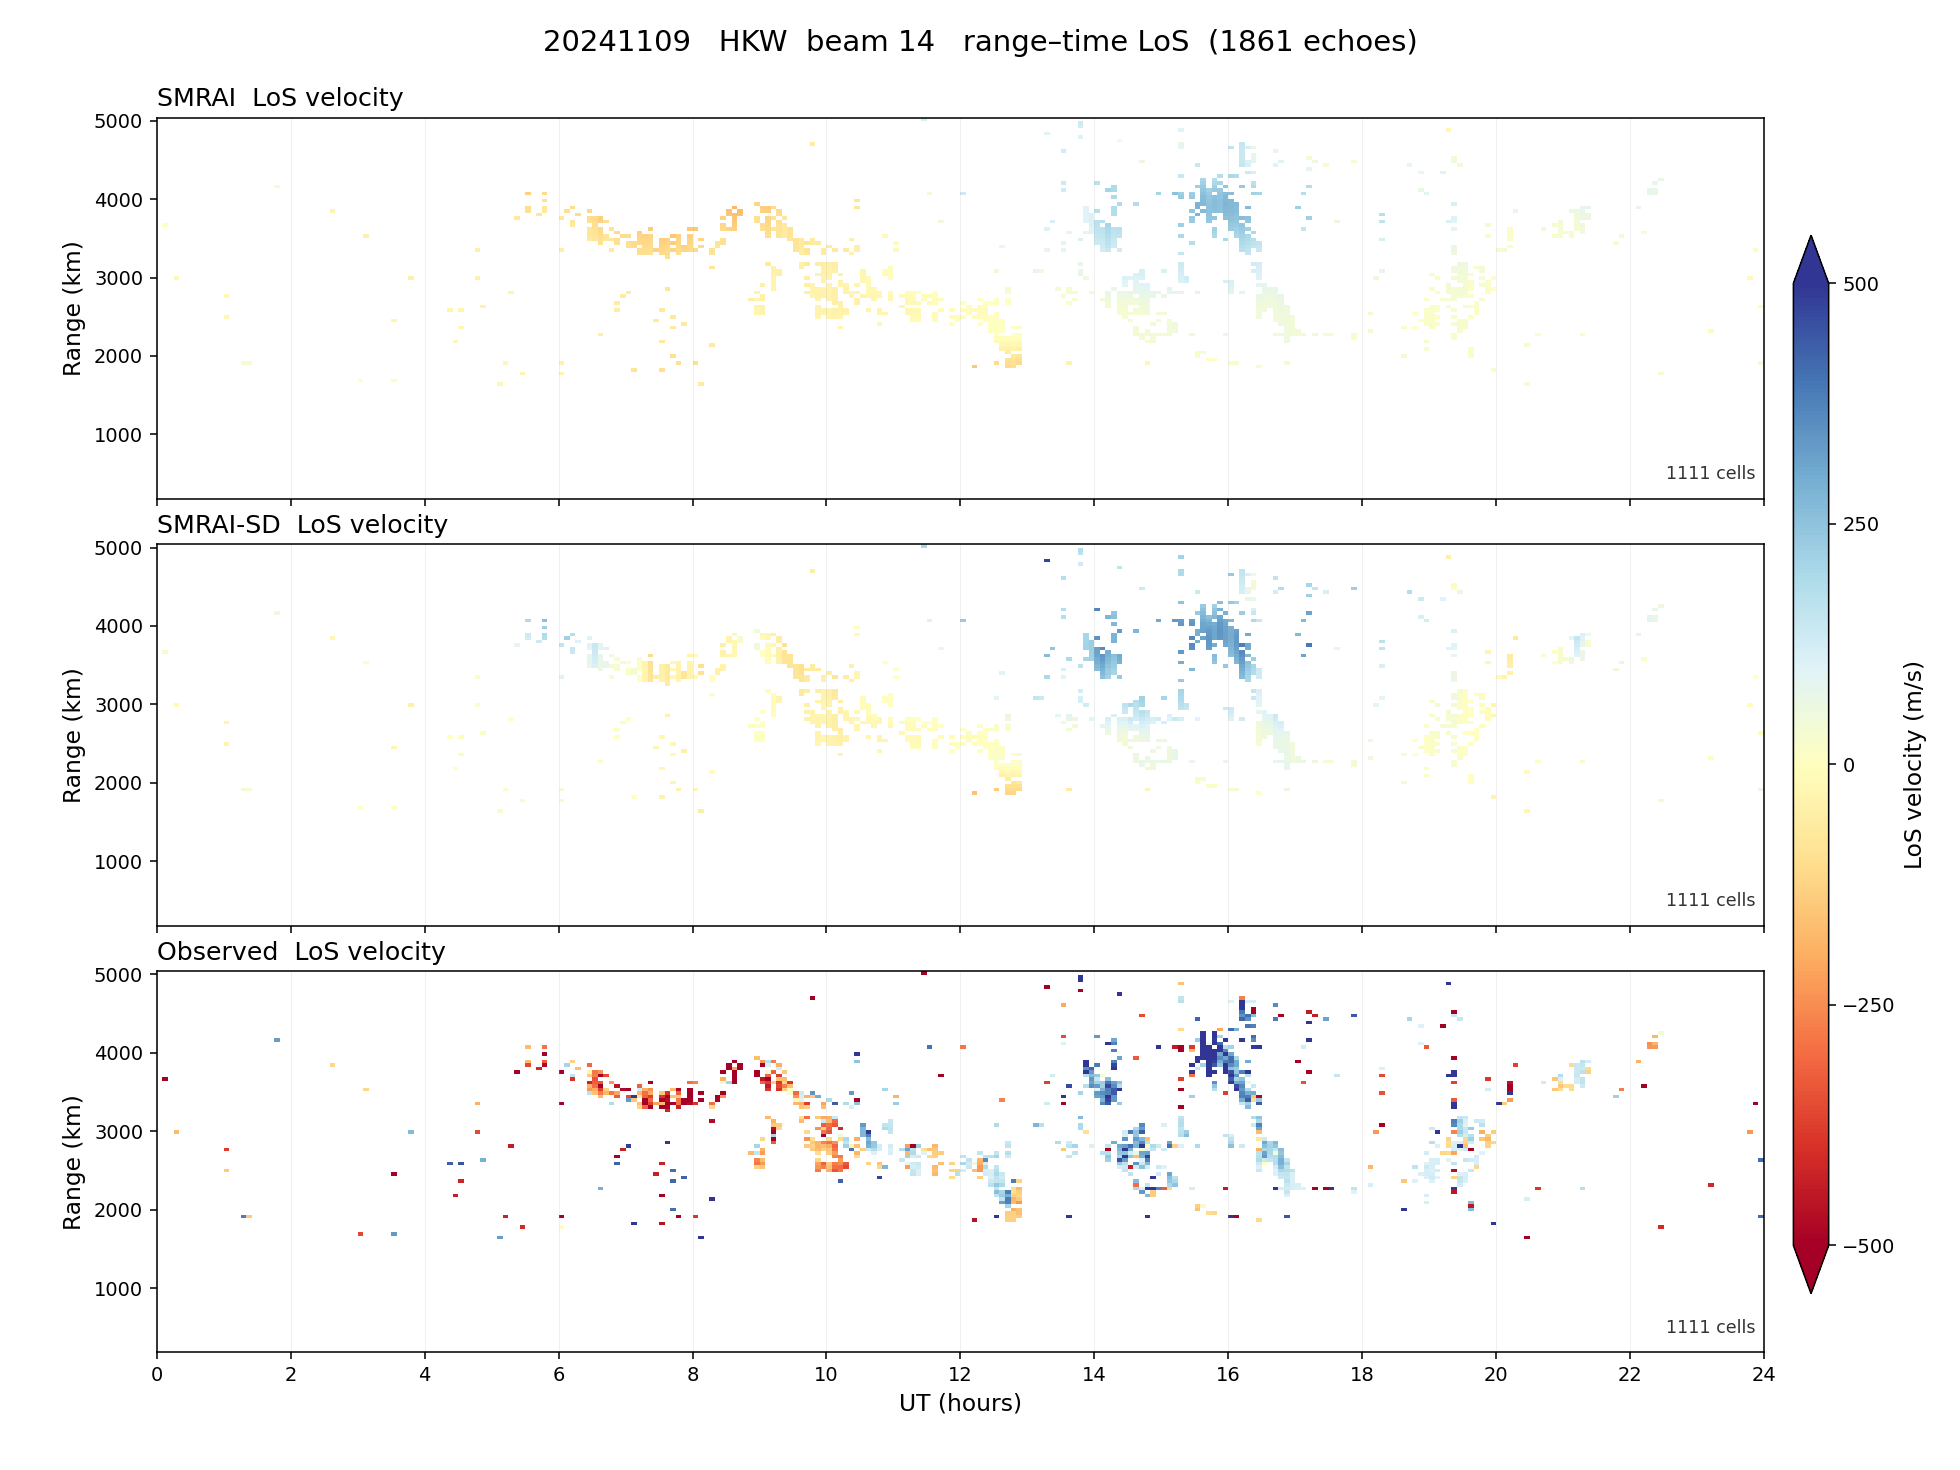 20241109   HKW  beam 14   range–time LoS  (1861 echoes)
SMRAI  LoS velocity
5000
4000
3000
2000
1000
Range (km)
1111 cells
SMRAI-SD  LoS velocity
5000
4000
3000
2000
1000
Range (km)
1111 cells
Observed  LoS velocity
5000
4000
3000
2000
1000
Range (km)
1111 cells
0 2 4 6 8 10 12 14 16 18 20 22 24
UT (hours)
500
250
0
−250
−500
LoS velocity (m/s)